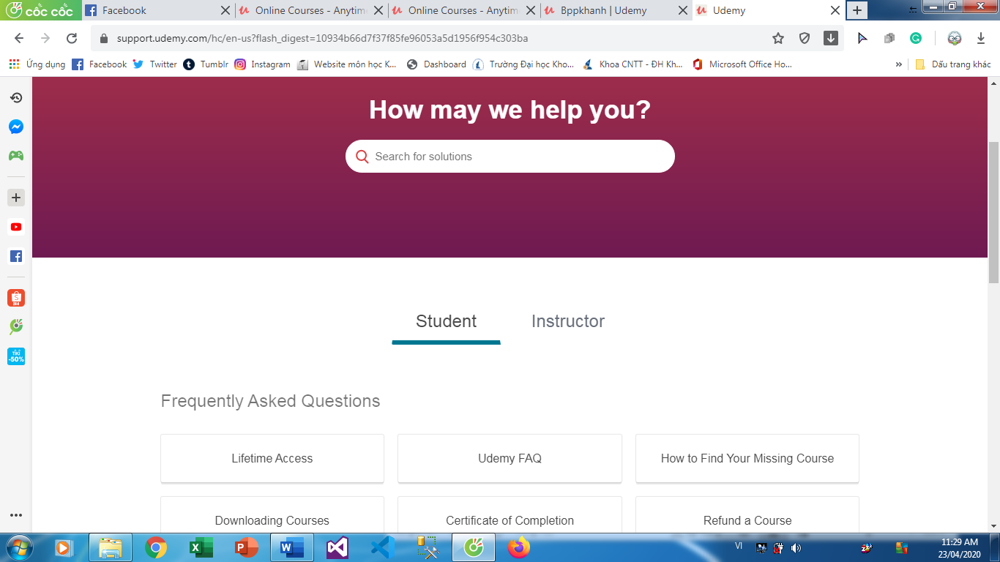 cốc cốc
Facebook
Online Courses - Anytim
Online Courses - Anytim
Bppkhanh | Udemy
Udemy
support.udemy.com/hc/en-us?flash_digest=10934b66d7f37f85fe96053a5d1956f954c303ba
Ứng dụng
Facebook
Twitter
Tumblr
Instagram
Website môn học K...
Dashboard
Trường Đại học Kho...
Khoa CNTT - ĐH Kh...
Microsoft Office Ho...
»
Dấu trang khác
How may we help you?
Search for solutions
Student
Instructor
Frequently Asked Questions
Lifetime Access
Udemy FAQ
How to Find Your Missing Course
Downloading Courses
Certificate of Completion
Refund a Course
TIKI
-50%
VI
11:29 AM
23/04/2020